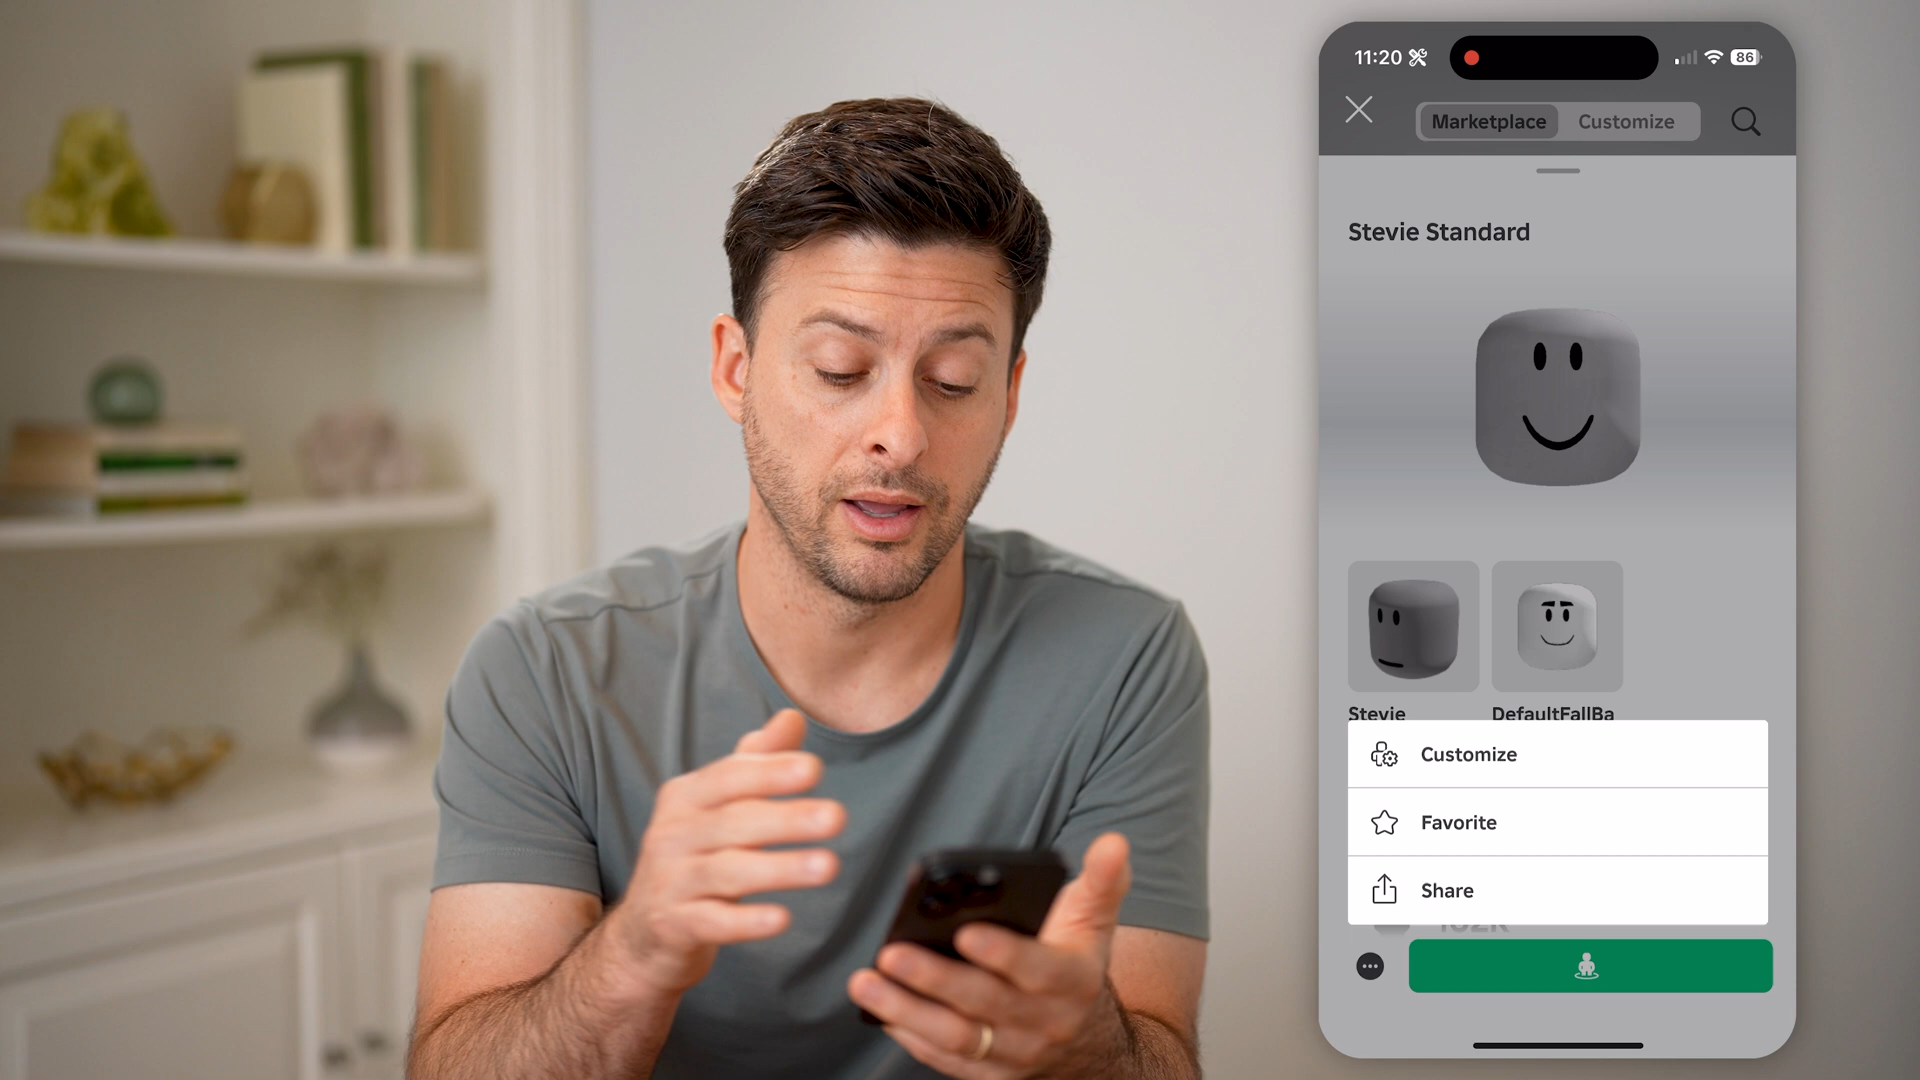 11:20
86
Marketplace Customize
Stevie Standard
Stevie DefaultFallBa
Customize
Favorite
Share